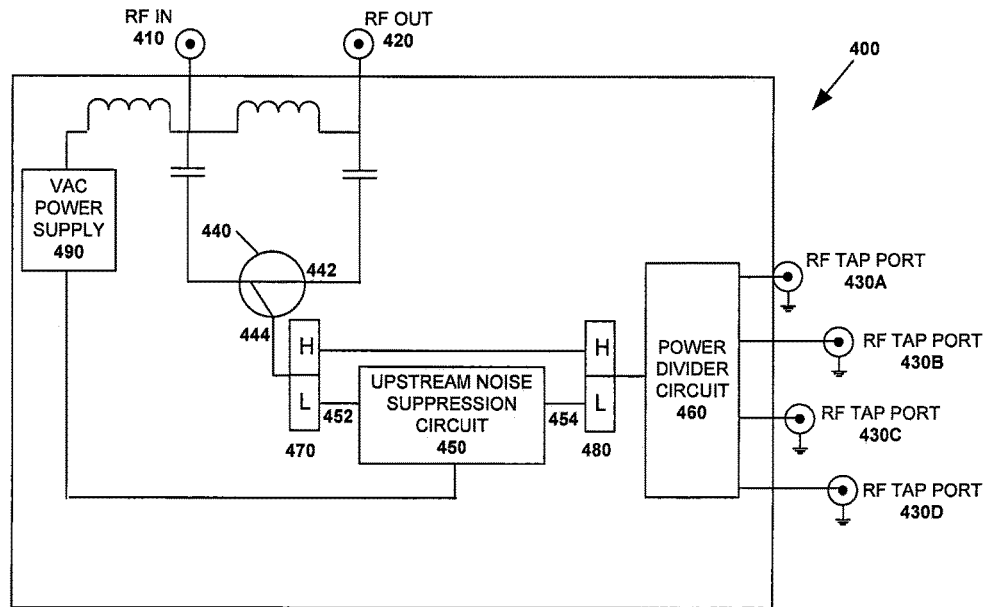 RF IN
410
RF OUT
420
400
VAC
POWER
SUPPLY
490
440
442
444
H
L
470
452
UPSTREAM NOISE
SUPPRESSION
CIRCUIT
450
454
H
L
480
POWER
DIVIDER
CIRCUIT
460
RF TAP PORT
430A
RF TAP PORT
430B
RF TAP PORT
430C
RF TAP PORT
430D